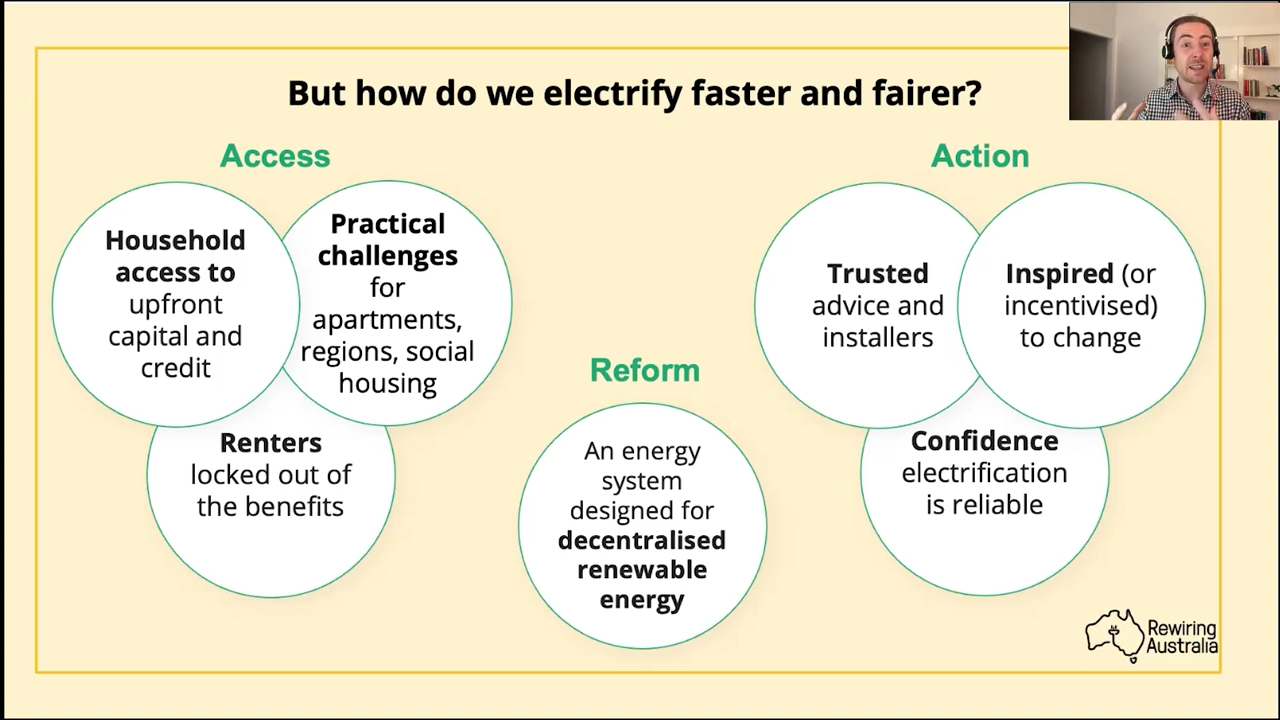 But how do we electrify faster and fairer?
Access
Household
access to
upfront
capital and
credit
Practical
challenges
for
apartments,
regions, social
housing
Renters
locked out of
the benefits
Reform
An energy
system
designed for
decentralised
renewable
energy
Action
Trusted
advice and
installers
Inspired (or
incentivised)
to change
Confidence
electrification
is reliable
Rewiring
Australia